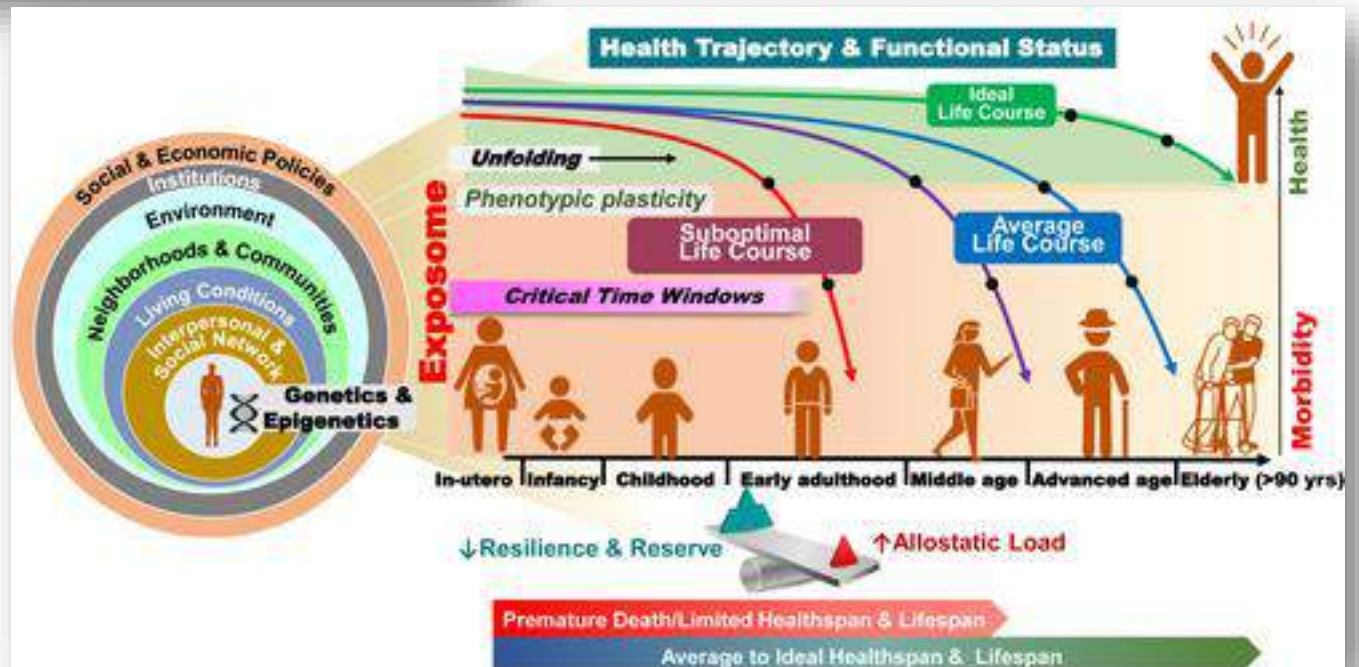 Health Trajectory & Functional Status
Ideal
Life Course
Health
Social & Economic Policies
Institutions
Environment
Neighborhoods & Communities
Living Conditions
Interpersonal &
Social Network
Genetics &
Epigenetics
Exposome
Unfolding
Phenotypic plasticity
Suboptimal
Life Course
Average
Life Course
Critical Time Windows
Morbidity
In-utero
Infancy
Childhood
Early adulthood
Middle age
Advanced age
Elderly (>90 yrs)
↓Resilience & Reserve
↑Allostatic Load
Premature Death/Limited Healthspan & Lifespan
Average to Ideal Healthspan & Lifespan